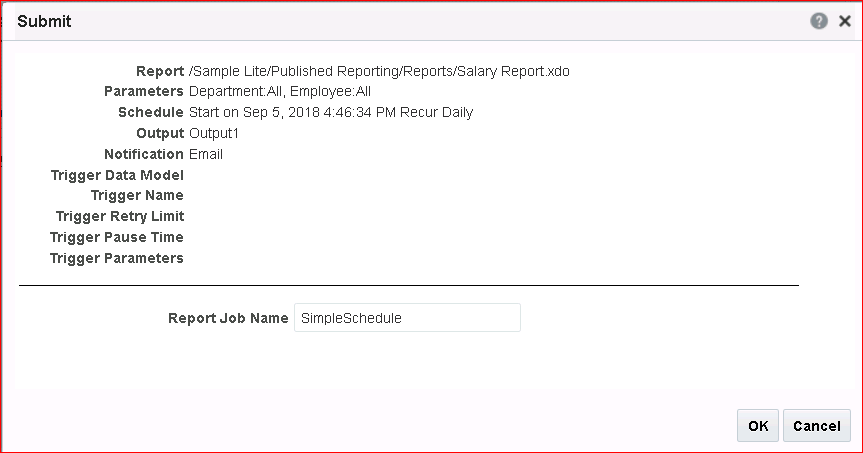 Submit
Report /Sample Lite/Published Reporting/Reports/Salary Report.xdo
Parameters Department:All, Employee:All
Schedule Start on Sep 5, 2018 4:46:34 PM Recur Daily
Output Output1
Notification Email
Trigger Data Model
Trigger Name
Trigger Retry Limit
Trigger Pause Time
Trigger Parameters
Report Job Name SimpleSchedule
OK Cancel